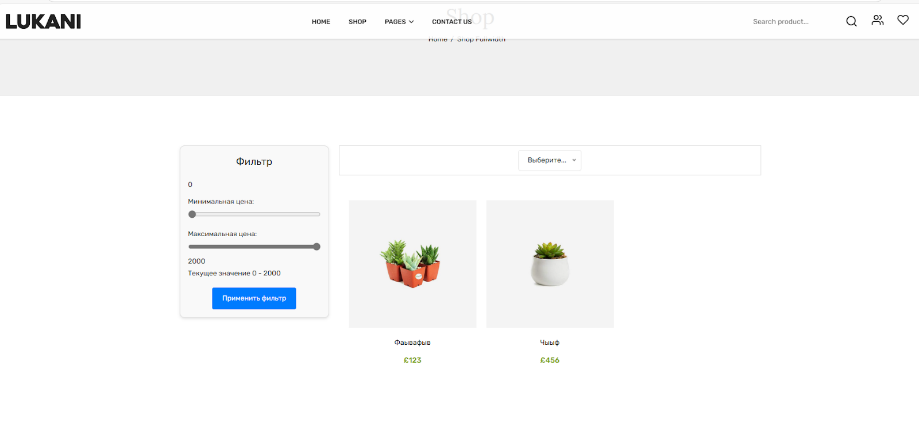 LUKANI
HOME SHOP PAGES CONTACT US
Search product...
Shop
Home / Shop Fullwidth
Фильтр
0
Минимальная цена:
Максимальная цена:
2000
Текущее значение 0 - 2000
Применить фильтр
Выберите...
Фаывафыв
£123
Чыыф
£456